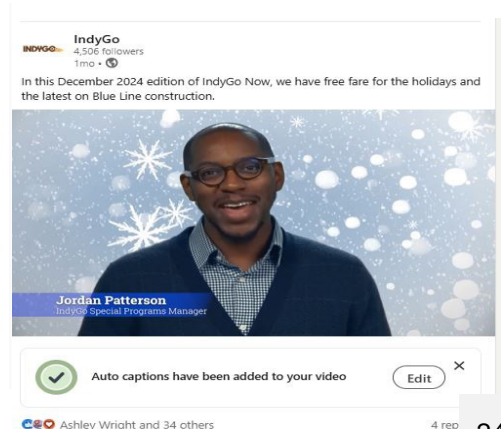 IndyGo
INDYGO
4,506 followers
1mo •
In this December 2024 edition of IndyGo Now, we have free fare for the holidays and
the latest on Blue Line construction.
Jordan Patterson
IndyGo Special Programs Manager
Auto captions have been added to your video
Edit
Ashley Wright and 34 others
4 rep